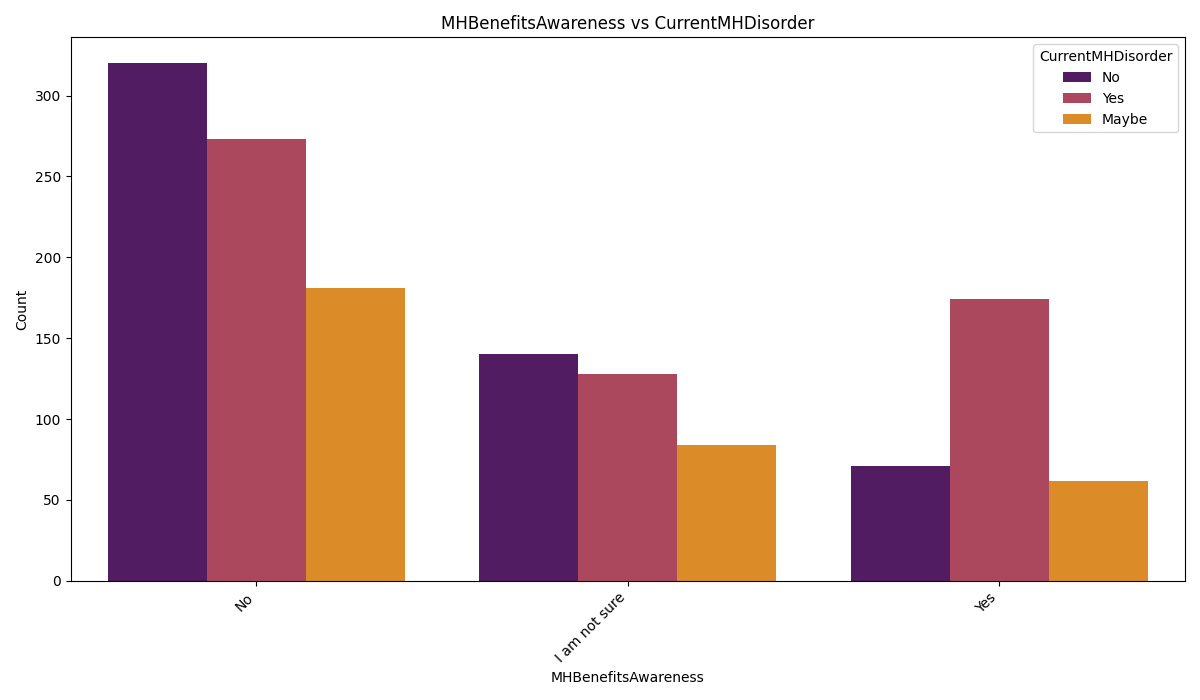 MHBenefitsAwareness vs CurrentMHDisorder
CurrentMHDisorder
No
Yes
Maybe
Count
300
250
200
150
100
50
0
No
I am not sure
Yes
MHBenefitsAwareness